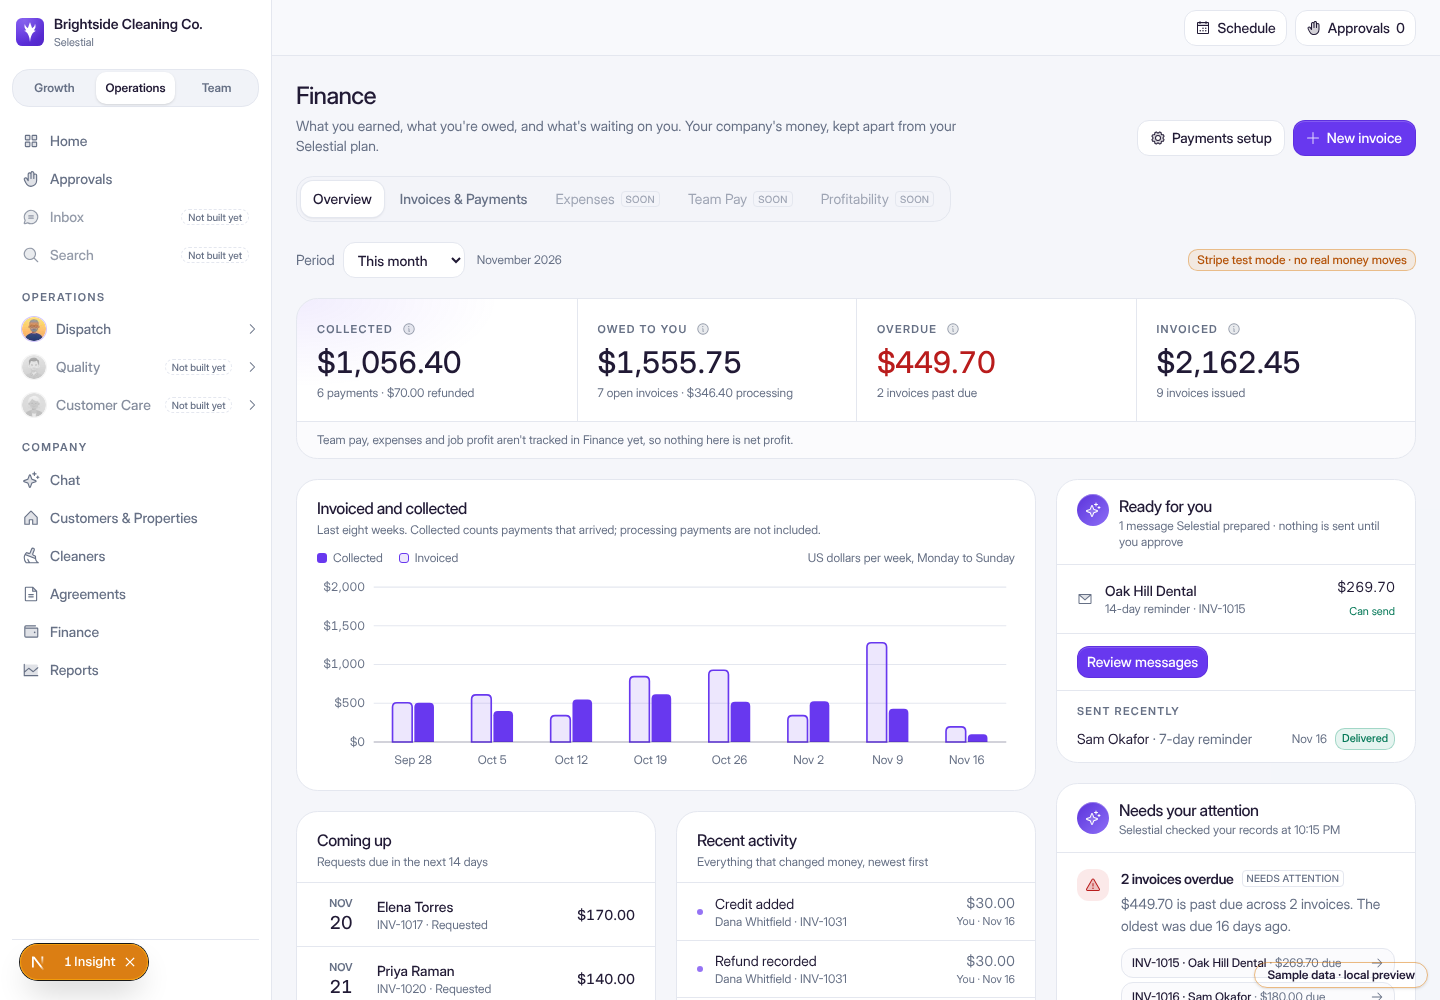 Brightside Cleaning Co.
Selestial
Growth
Operations
Team
Home
Approvals
Inbox
Not built yet
Search
Not built yet
OPERATIONS
Dispatch
Quality
Not built yet
Customer Care
Not built yet
COMPANY
Chat
Customers & Properties
Cleaners
Agreements
Finance
Reports
1 Insight
Schedule
Approvals 0
Finance
What you earned, what you're owed, and what's waiting on you. Your company's money, kept apart from your
Selestial plan.
Payments setup
New invoice
Overview
Invoices & Payments
Expenses SOON
Team Pay SOON
Profitability SOON
Period
This month
November 2026
Stripe test mode · no real money moves
COLLECTED
$1,056.40
6 payments · $70.00 refunded
OWED TO YOU
$1,555.75
7 open invoices · $346.40 processing
OVERDUE
$449.70
2 invoices past due
INVOICED
$2,162.45
9 invoices issued
Team pay, expenses and job profit aren't tracked in Finance yet, so nothing here is net profit.
Invoiced and collected
Last eight weeks. Collected counts payments that arrived; processing payments are not included.
Collected
Invoiced
US dollars per week, Monday to Sunday
$2,000
$1,500
$1,000
$500
$0
Sep 28
Oct 5
Oct 12
Oct 19
Oct 26
Nov 2
Nov 9
Nov 16
Coming up
Requests due in the next 14 days
NOV
20
Elena Torres
INV-1017 · Requested
$170.00
NOV
21
Priya Raman
INV-1020 · Requested
$140.00
Recent activity
Everything that changed money, newest first
Credit added
Dana Whitfield · INV-1031
$30.00
You · Nov 16
Refund recorded
Dana Whitfield · INV-1031
$30.00
You · Nov 16
Ready for you
1 message Selestial prepared · nothing is sent until
you approve
Oak Hill Dental
14-day reminder · INV-1015
$269.70
Can send
Review messages
SENT RECENTLY
Sam Okafor · 7-day reminder
Nov 16
Delivered
Needs your attention
Selestial checked your records at 10:15 PM
2 invoices overdue
NEEDS ATTENTION
$449.70 is past due across 2 invoices. The
oldest was due 16 days ago.
INV-1015 · Oak Hill Dental · $269.70 due
Sample data · local preview
INV-1016 · Sam Okafor · $180.00 due